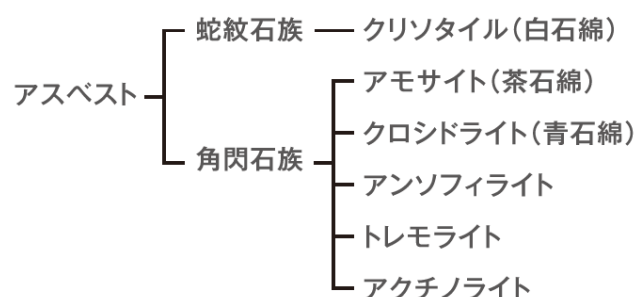 蛇紋石族
クリソタイル（白石綿）
アモサイト（茶石綿）
アスベスト
クロシドライト（青石綿）
角閃石族
アンソフィライト
トレモライト
アクチノライト